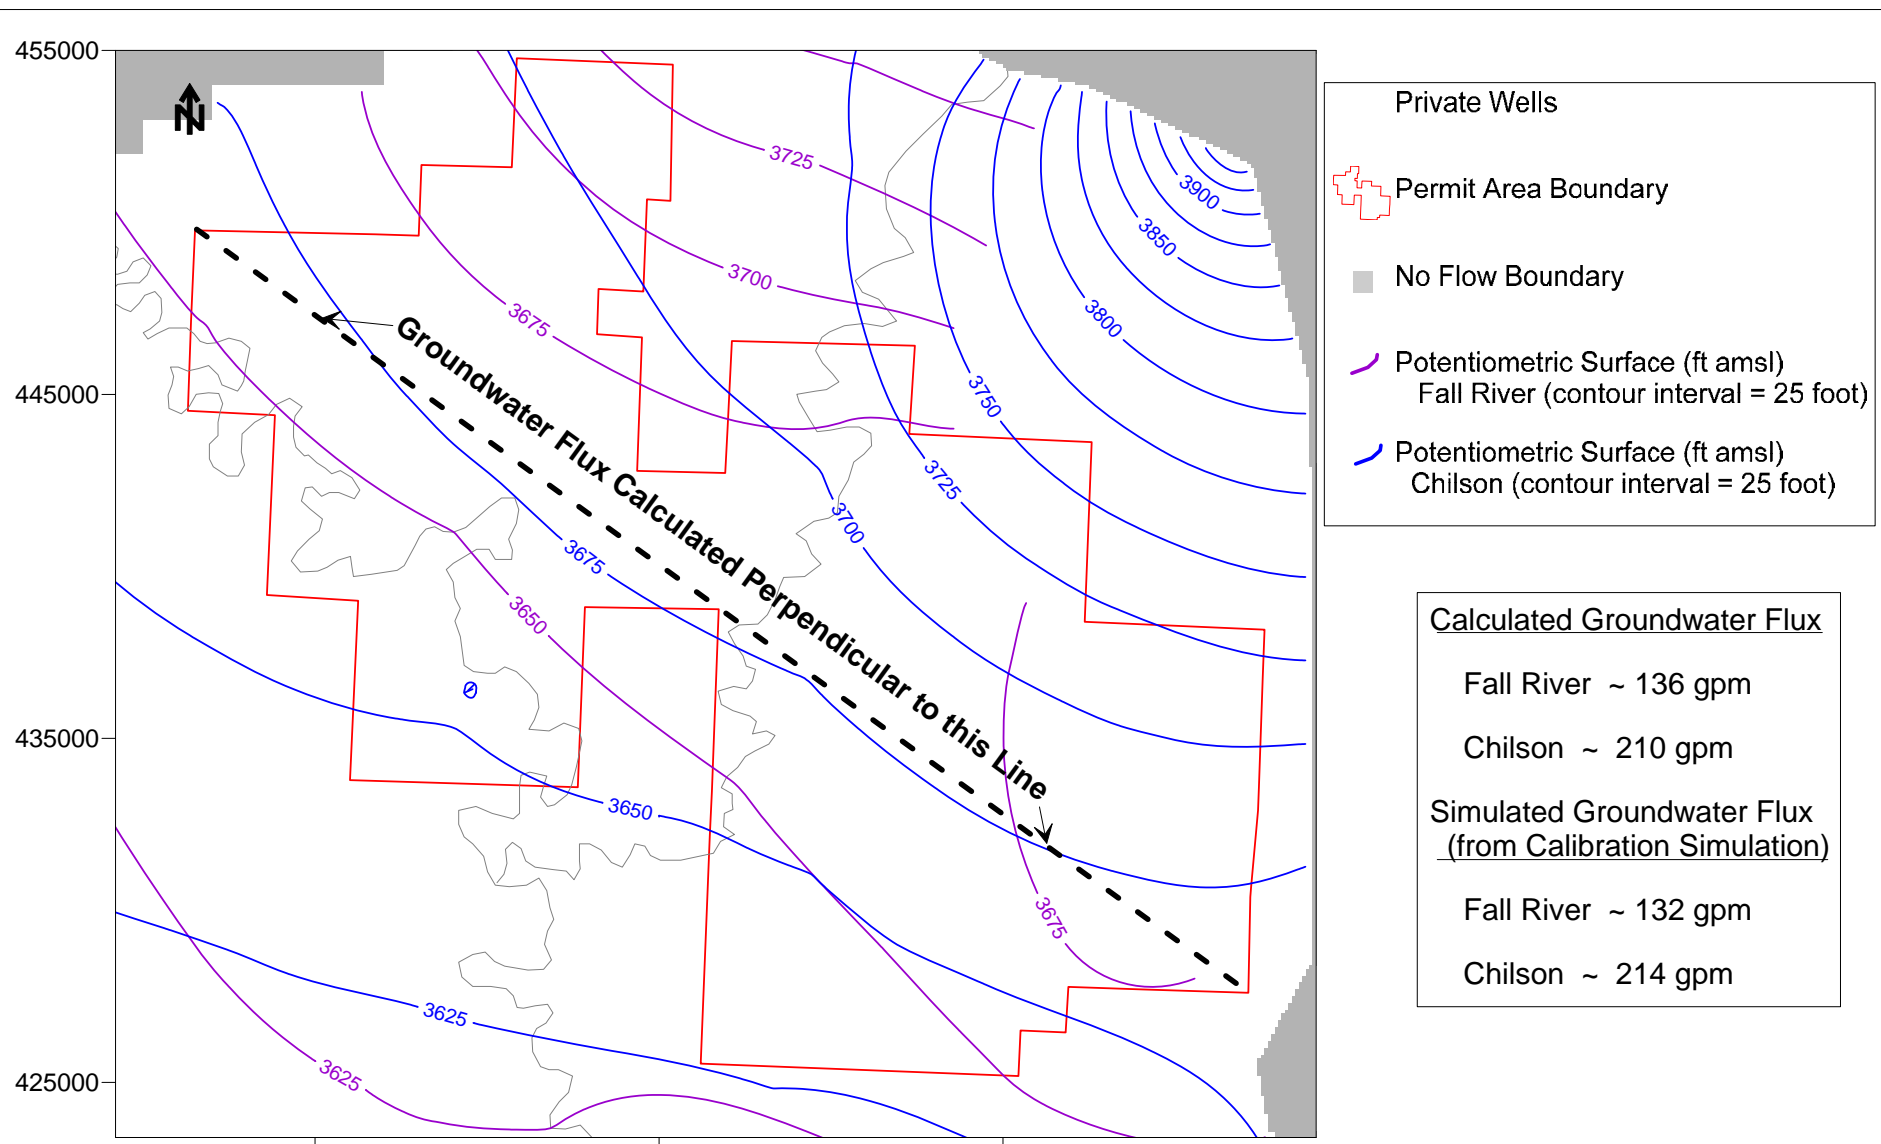 455000
445000
435000
425000
N
3725
3700
3675
3650
3625
3675
3900
3850
3800
3750
3725
3700
3675
3650
3625
Groundwater Flux Calculated Perpendicular to this Line
Private Wells
Permit Area Boundary
No Flow Boundary
Potentiometric Surface (ft amsl)
Fall River (contour interval = 25 foot)
Potentiometric Surface (ft amsl)
Chilson (contour interval = 25 foot)
Calculated Groundwater Flux
Fall River ~ 136 gpm
Chilson ~ 210 gpm
Simulated Groundwater Flux
(from Calibration Simulation)
Fall River ~ 132 gpm
Chilson ~ 214 gpm